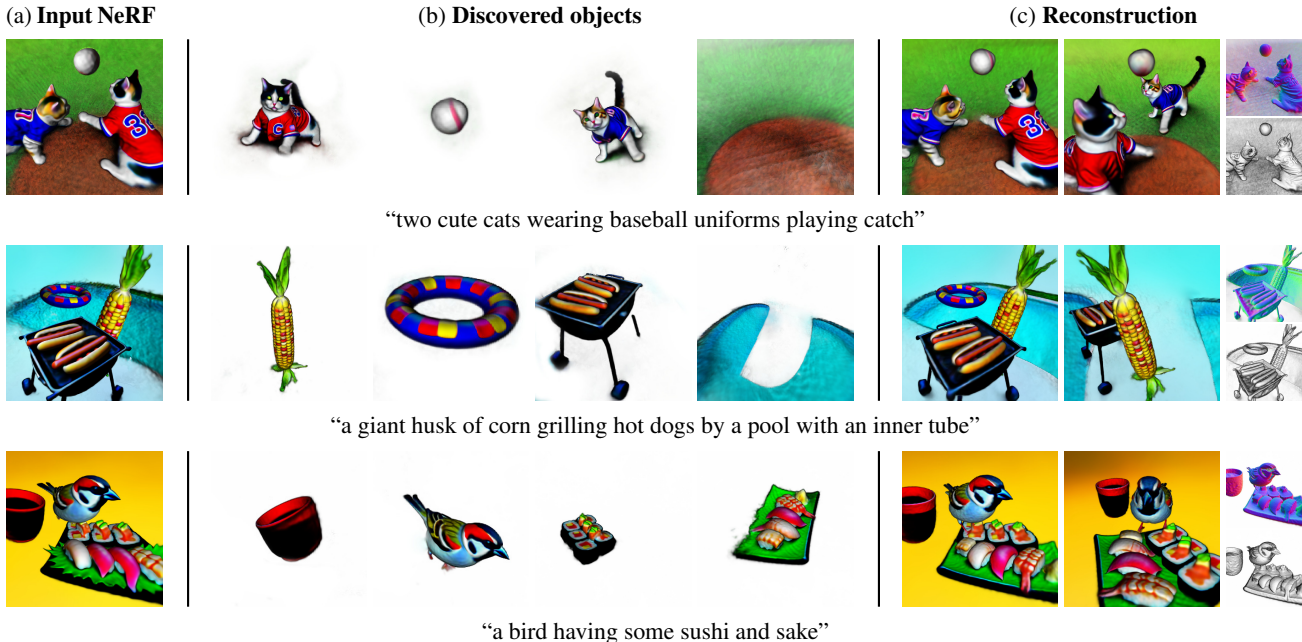 (a) Input NeRF
(b) Discovered objects
(c) Reconstruction
“two cute cats wearing baseball uniforms playing catch”
“a giant husk of corn grilling hot dogs by a pool with an inner tube”
“a bird having some sushi and sake”